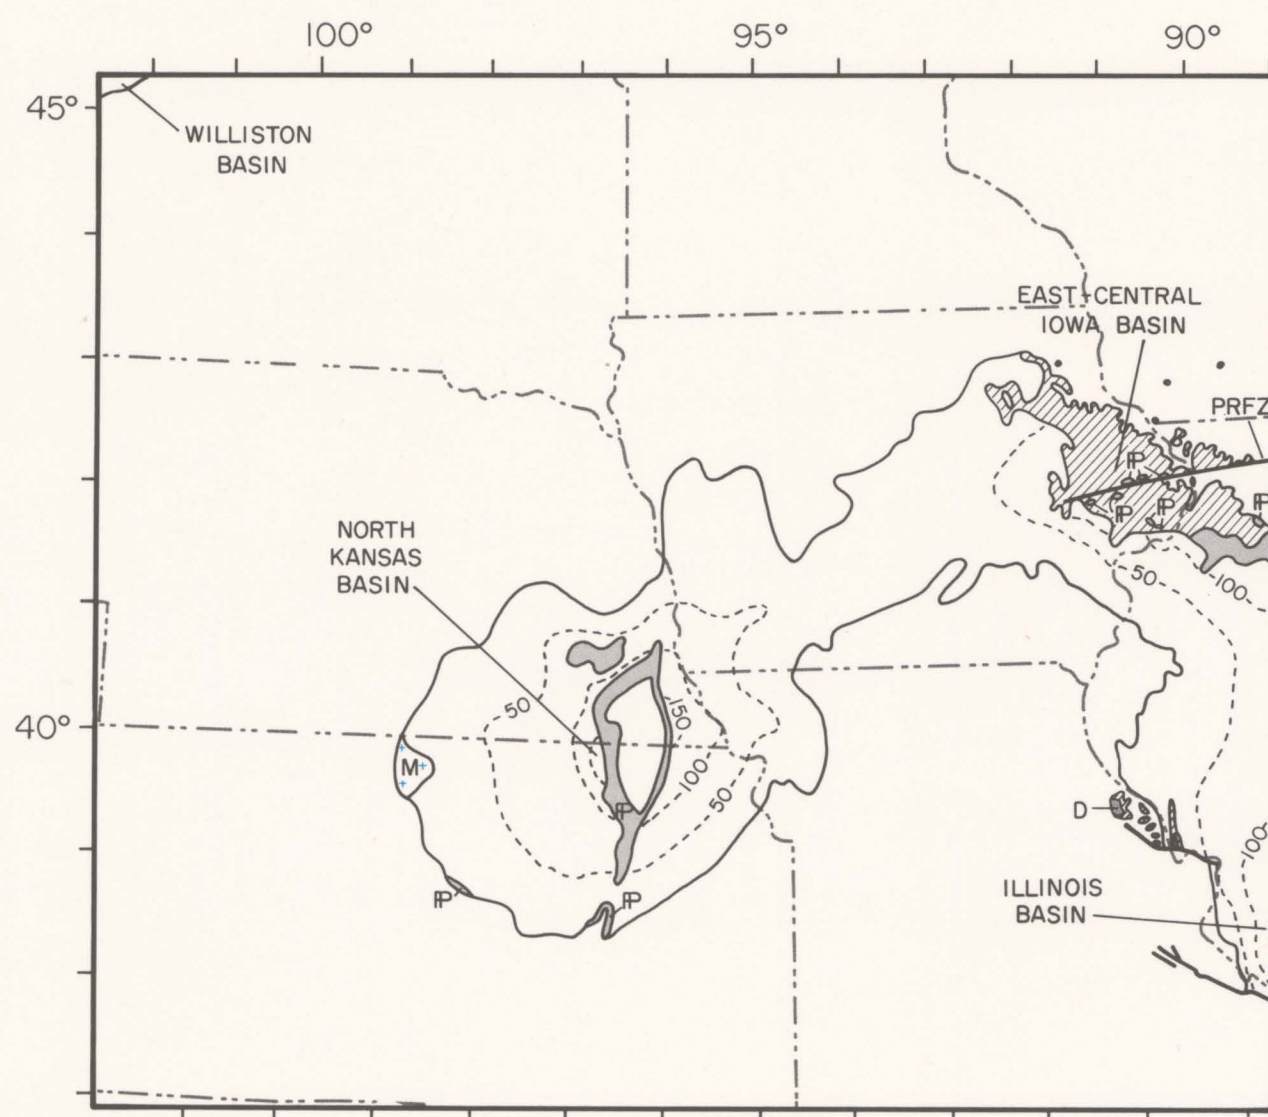 100° 95° 90°
45°
WILLISTON
BASIN
EAST-CENTRAL
IOWA BASIN
PRFZ
P
P P P
NORTH
KANSAS
BASIN
50 100
50 150
40°
M
100 50
P
D
100
P P
ILLINOIS
BASIN